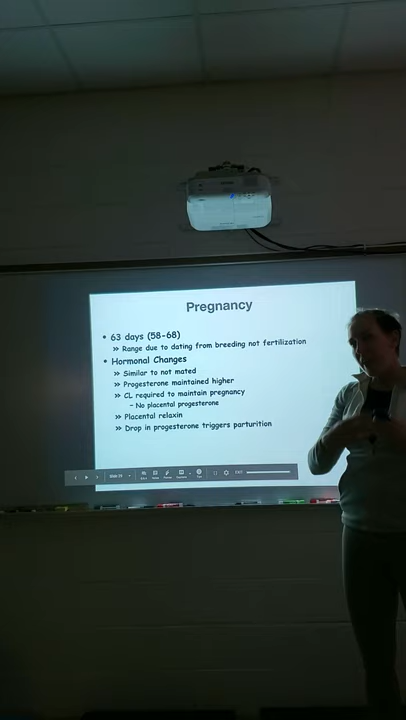 Pregnancy
• 63 days (58-68)
» Range due to dating from breeding not fertilization
• Hormonal Changes
» Similar to not mated
» Progesterone maintained higher
» CL required to maintain pregnancy
– No placental progesterone
» Placental relaxin
» Drop in progesterone triggers parturition